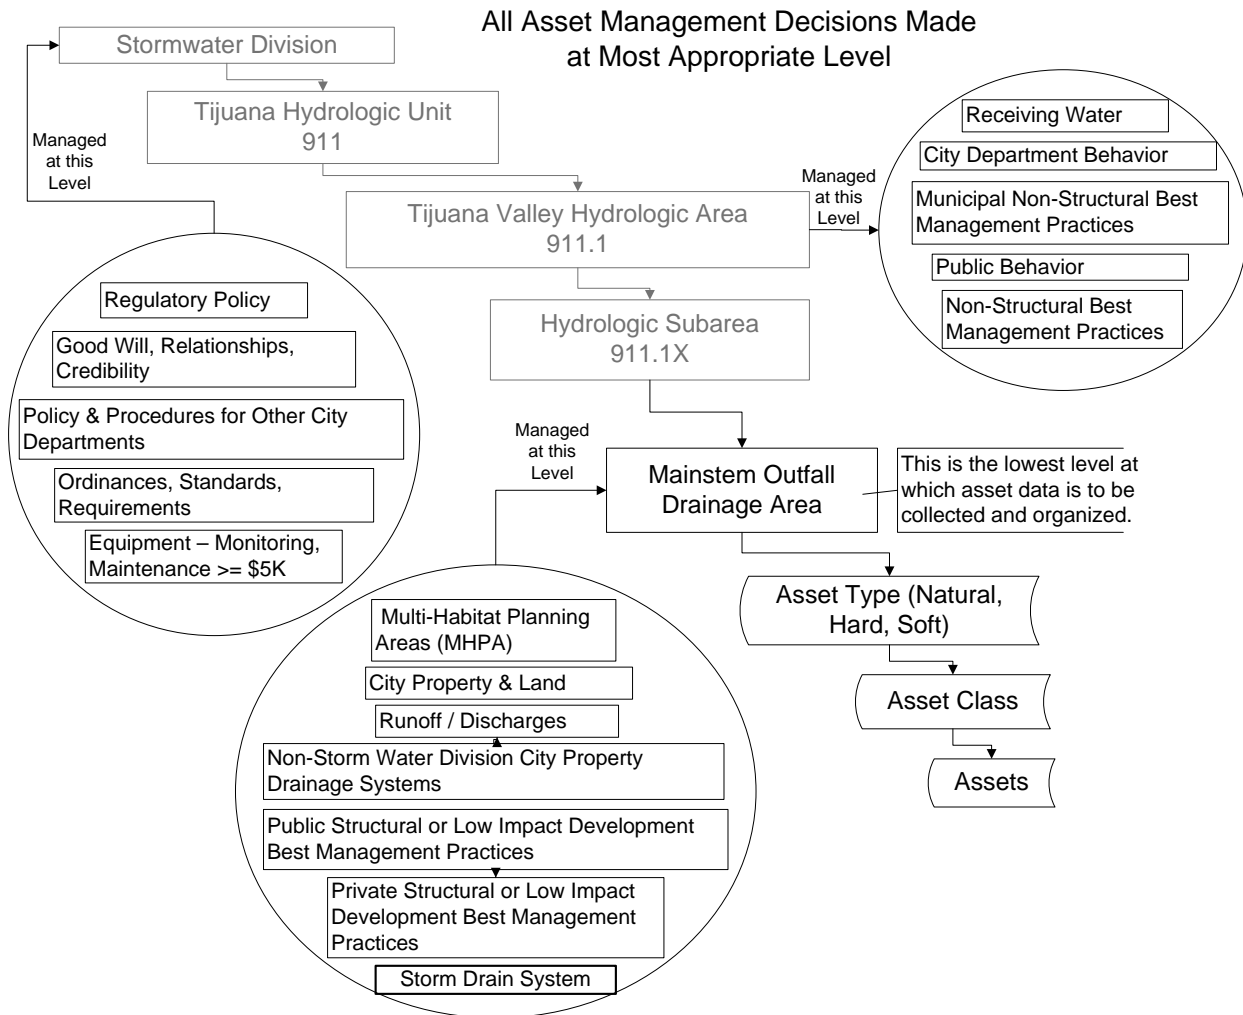 All Asset Management Decisions Made
at Most Appropriate Level
Stormwater Division
Tijuana Hydrologic Unit
911
Managed
at this
Level
Tijuana Valley Hydrologic Area
911.1
Managed
at this
Level
Receiving Water
City Department Behavior
Municipal Non-Structural Best
Management Practices
Public Behavior
Non-Structural Best
Management Practices
Hydrologic Subarea
911.1X
Regulatory Policy
Good Will, Relationships,
Credibility
Policy & Procedures for Other City
Departments
Ordinances, Standards,
Requirements
Equipment – Monitoring,
Maintenance >= $5K
Managed
at this
Level
Mainstem Outfall
Drainage Area
This is the lowest level at
which asset data is to be
collected and organized.
Asset Type (Natural,
Hard, Soft)
Asset Class
Assets
Multi-Habitat Planning
Areas (MHPA)
City Property & Land
Runoff / Discharges
Non-Storm Water Division City Property
Drainage Systems
Public Structural or Low Impact Development
Best Management Practices
Private Structural or Low Impact
Development Best Management
Practices
Storm Drain System